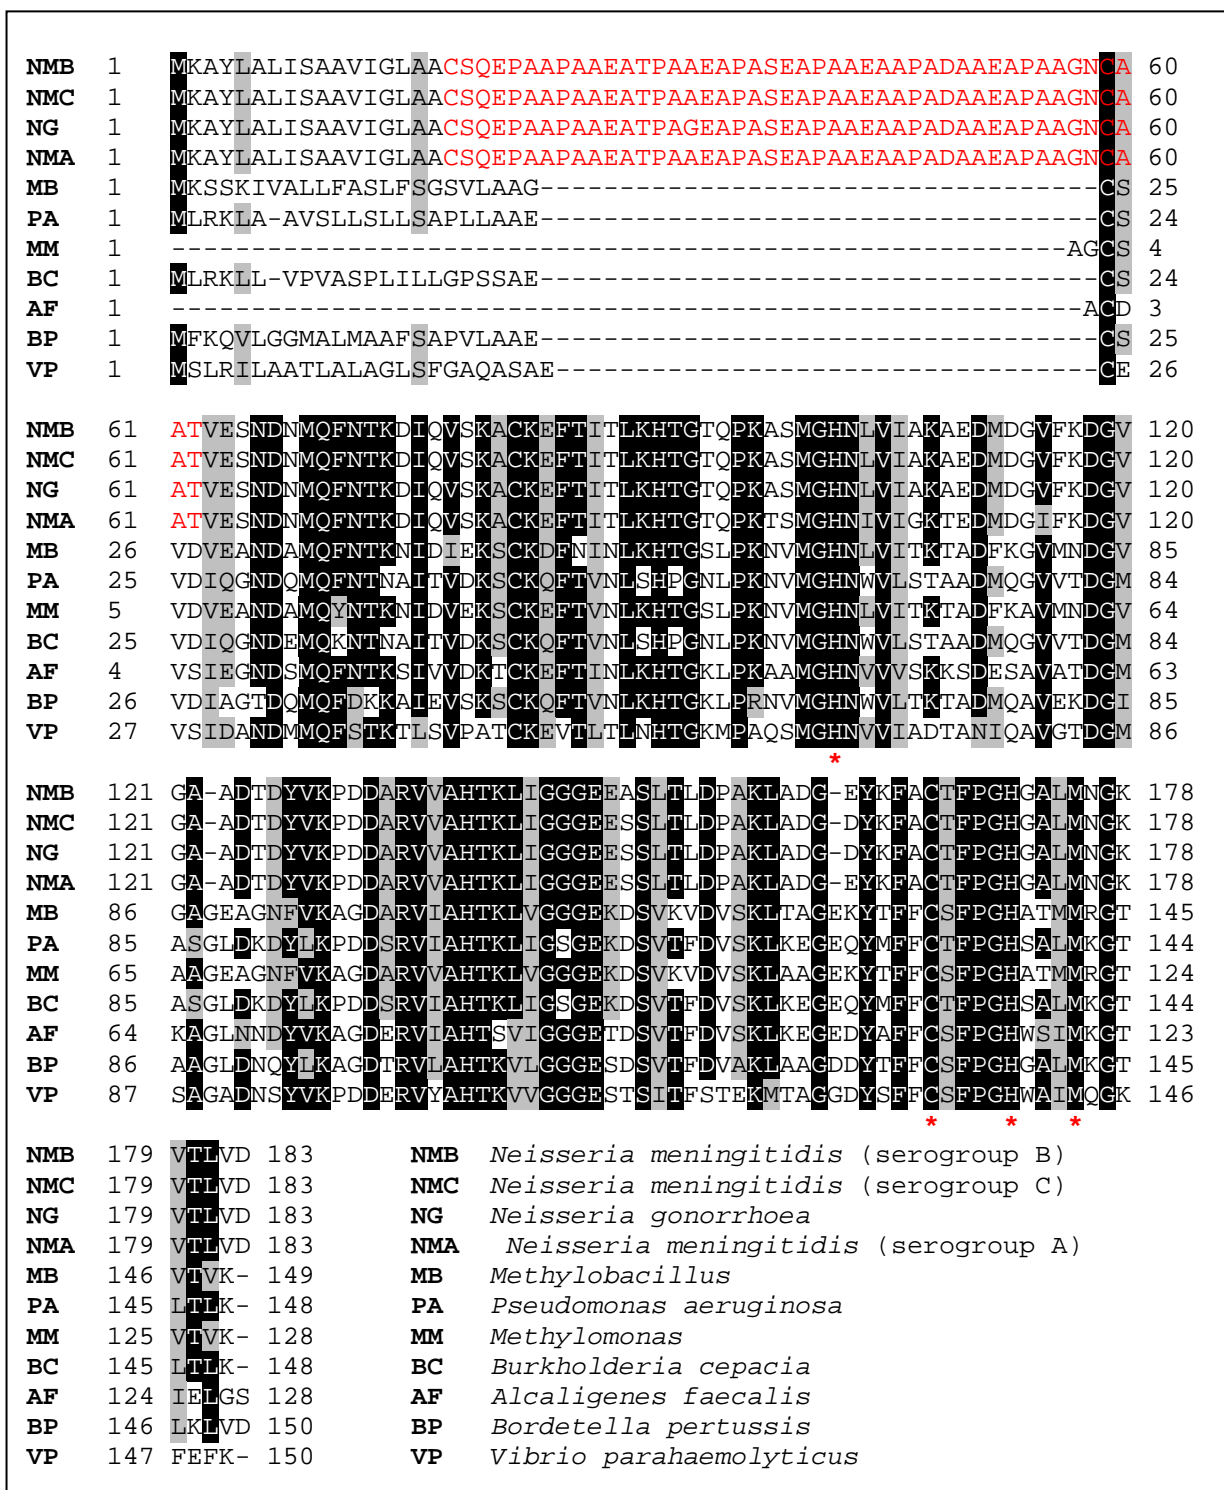 NMB 1 MKAYLALISAAVIGLAACSQEPAAPAAEATPAAEAPASEAPAAEAAPADAAEAPAAGNCA 60
NMC 1 MKAYLALISAAVIGLAACSQEPAAPAAEATPAAEAPASEAPAAEAAPADAAEAPAAGNCA 60
NG 1 MKAYLALISAAVIGLAACSQEPAAPAAEATPAGEAPASEAPAAEAAPADAAEAPAAGNCA 60
NMA 1 MKAYLALISAAVIGLAACSQEPAAPAAEATPAAEAPASEAPAAEAAPADAAEAPAAGNCA 60
MB 1 MKSSKIVALLFASLFSGSVLAAG-----------------------------------CS 25
PA 1 MLRKLA-AVSLLSLLSAPLLAAE-----------------------------------CS 24
MM 1 --------------------------------------------------------AGCS 4
BC 1 MLRKLL-VPVASPLILLGPSSAE-----------------------------------CS 24
AF 1 ---------------------------------------------------------ACD 3
BP 1 MFKQVLGGMALMAAFSAPVLAAE-----------------------------------CS 25
VP 1 MSLRILAATLALAGLSFGAQASAE----------------------------------CE 26
NMB 61 ATVESNDNMQFNTKDIQVSKACKEFTITLKHTGTQPKASMGHNLVIAKAEDMDGVFKDGV 120
NMC 61 ATVESNDNMQFNTKDIQVSKACKEFTITLKHTGTQPKASMGHNLVIAKAEDMDGVFKDGV 120
NG 61 ATVESNDNMQFNTKDIQVSKACKEFTITLKHTGTQPKASMGHNLVIAKAEDMDGVFKDGV 120
NMA 61 ATVESNDNMQFNTKDIQVSKACKEFTITLKHTGTQPKTSMGHNIVIGKTEDMDGIFKDGV 120
MB 26 VDVEANDAMQFNTKNIDIEKSCKDFNINLKHTGSLPKNVMGHNLVITKTADFKGVMNDGV 85
PA 25 VDIQGNDQMQFNTNAITVDKSCKQFTVNLSHPGNLPKNVMGHNWVLSTAADMQGVVTDGM 84
MM 5 VDVEANDAMQYNTKNIDVEKSCKEFTVNLKHTGSLPKNVMGHNLVITKTADFKAVMNDGV 64
BC 25 VDIQGNDEMQKNTNAITVDKSCKQFTVNLSHPGNLPKNVMGHNWVLSTAADMQGVVTDGM 84
AF 4 VSIEGNDSMQFNTKSIVVDKTCKEFTINLKHTGKLPKAAMGHNVVVSKKSDESAVATDGM 63
BP 26 VDIAGTDQMQFDKKAIEVSKSCKQFTVNLKHTGKLPRNVMGHNWVLTKTADMQAVEKDGI 85
VP 27 VSIDANDMMQFSTKTLSVPATCKEVTLTLNHTGKMPAQSMGHNVVIADTANIQAVGTDGM 86
*
NMB 121 GA-ADTDYVKPDDARVVAHTKLIGGGEEASLTLDPAKLADG-EYKFACTFPGHGALMNGK 178
NMC 121 GA-ADTDYVKPDDARVVAHTKLIGGGEESSLTLDPAKLADG-DYKFACTFPGHGALMNGK 178
NG 121 GA-ADTDYVKPDDARVVAHTKLIGGGEESSLTLDPAKLADG-DYKFACTFPGHGALMNGK 178
NMA 121 GA-ADTDYVKPDDARVVAHTKLIGGGEESSLTLDPAKLADG-EYKFACTFPGHGALMNGK 178
MB 86 GAGEAGNFVKAGDARVIAHTKLVGGGEKDSVKVDVSKLTAGEKYTFFCSFPGHATMMRGT 145
PA 85 ASGLDKDYLKPDDSRVIAHTKLIGSGEKDSVTFDVSKLKEGEQYMFFCTFPGHSALMKGT 144
MM 65 AAGEAGNFVKAGDARVIAHTKLVGGGEKDSVKVDVSKLAAGEKYTFFCSFPGHATMMRGT 124
BC 85 ASGLDKDYLKPDDSRVIAHTKLIGSGEKDSVTFDVSKLKEGEQYMFFCTFPGHSALMKGT 144
AF 64 KAGLNNDYVKAGDERVIAHTSVIGGGETDSVTFDVSKLKEGEDYAFFCSFPGHWSIMKGT 123
BP 86 AAGLDNQYLKAGDTRVLAHTKVLGGGESDSVTFDVAKLAAGDDYTFFCSFPGHGALMKGT 145
VP 87 SAGADNSYVKPDDERVYAHTKVVGGGESTSITFSTEKMTAGGDYSFFCSFPGHWAIMQGK 146
* * *
NMB 179 VTLVD 183 NMB Neisseria meningitidis (serogroup B)
NMC 179 VTLVD 183 NMC Neisseria meningitidis (serogroup C)
NG 179 VTLVD 183 NG Neisseria gonorrhoea
NMA 179 VTLVD 183 NMA Neisseria meningitidis (serogroup A)
MB 146 VTVK- 149 MB Methylobacillus
PA 145 LTLK- 148 PA Pseudomonas aeruginosa
MM 125 VTVK- 128 MM Methylomonas
BC 145 LTLK- 148 BC Burkholderia cepacia
AF 124 IELGS 128 AF Alcaligenes faecalis
BP 146 LKLVD 150 BP Bordetella pertussis
VP 147 FEFK- 150 VP Vibrio parahaemolyticus